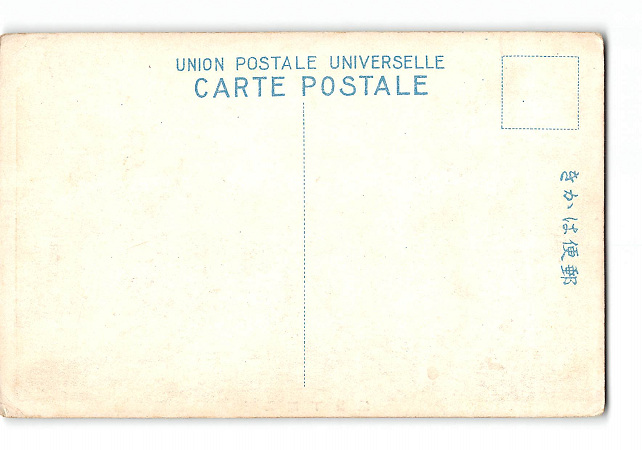 UNION POSTALE UNIVERSELLE
CARTE POSTALE
きかは便郵